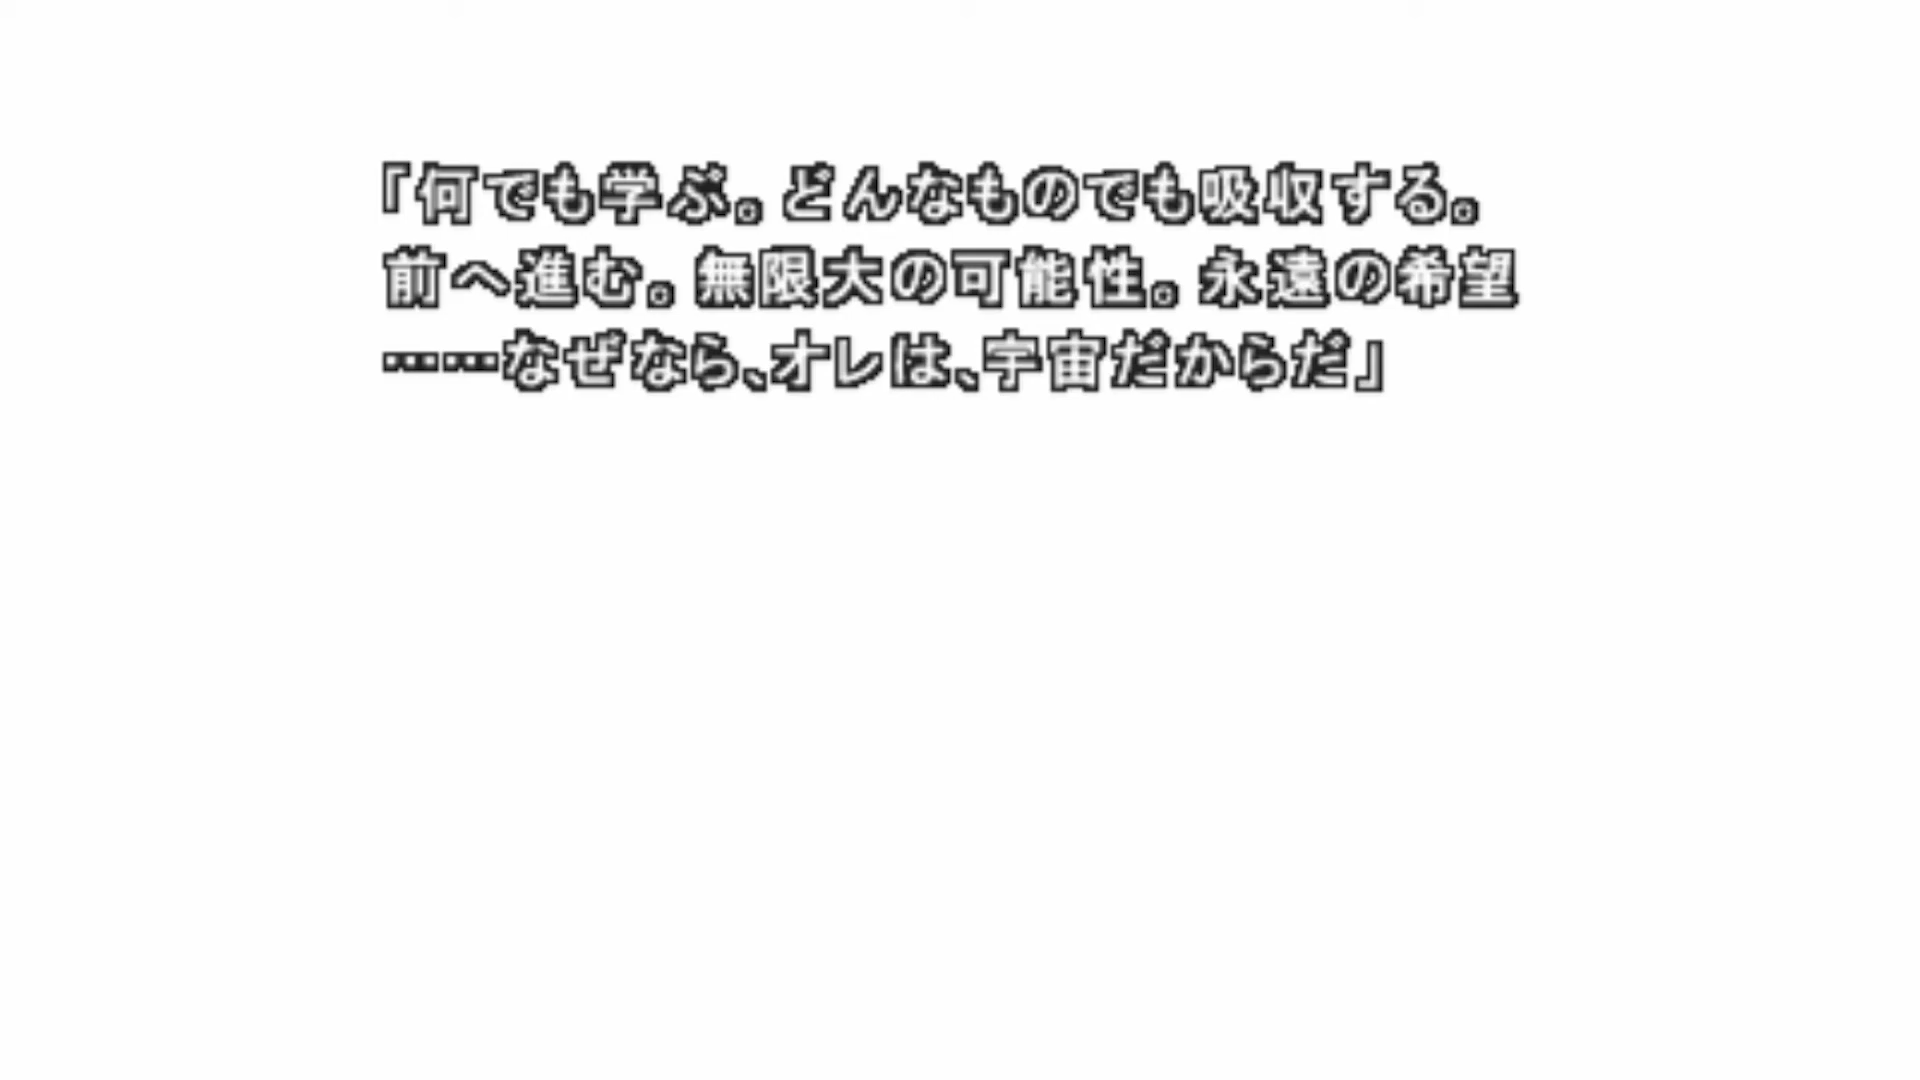 「何でも学ぶ。どんなものでも吸収する。
前へ進む。無限大の可能性。永遠の希望
……なぜなら、オレは、宇宙だからだ」